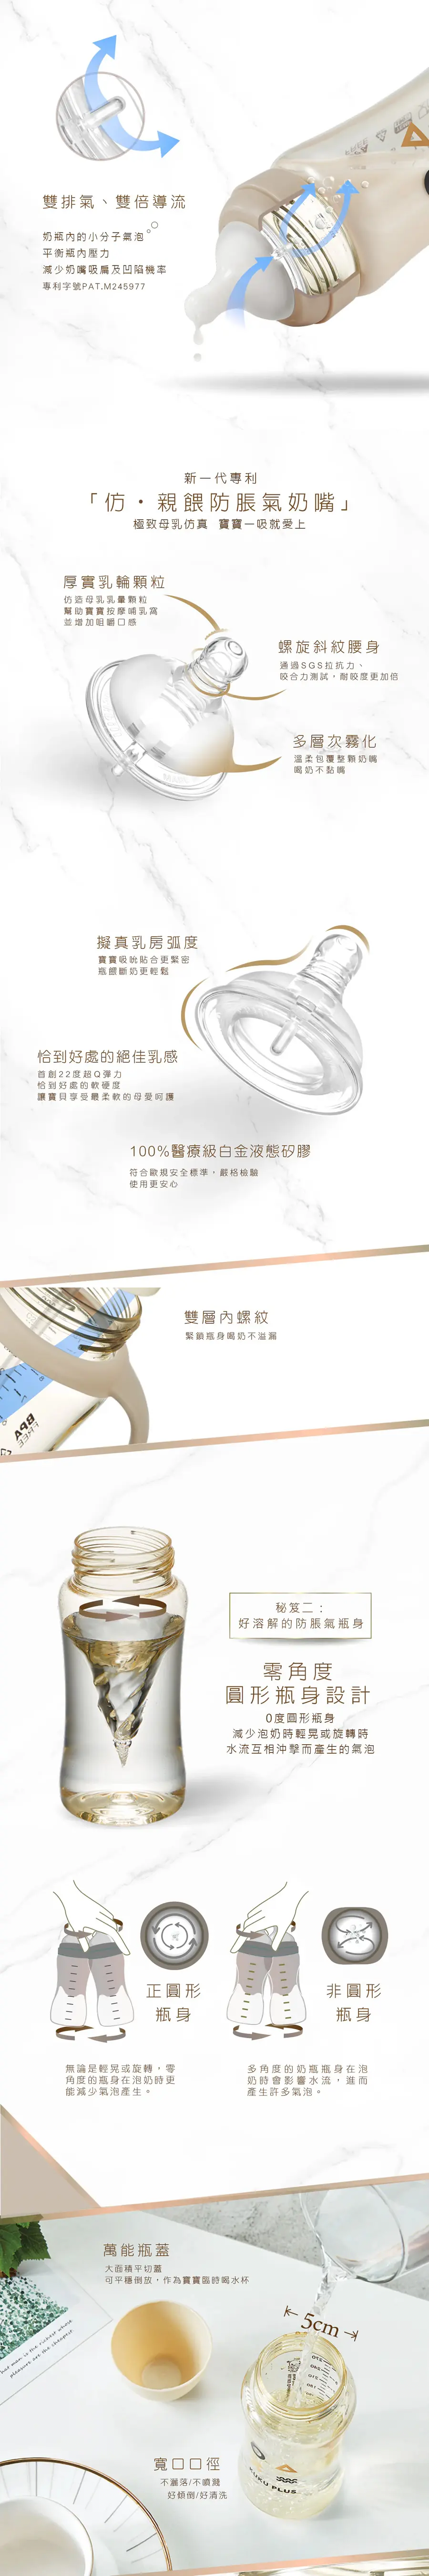 雙排氣、雙倍導流
奶瓶內的小分子氣泡
平衡瓶內壓力
減少奶嘴吸扁及凹陷機率
專利字號PAT.M245977
新一代專利
「仿・親餵防脹氣奶嘴」
極致母乳仿真 寶寶一吸就愛上
厚實乳輪顆粒
仿造母乳乳暈顆粒
幫助寶寶按摩哺乳窩
並增加咀嚼口感
螺旋斜紋腰身
通過SGS拉抗力、
咬合力測試，耐咬度更加倍
多層次霧化
溫柔包覆整顆奶嘴
喝奶不黏嘴
擬真乳房弧度
寶寶吸吮貼合更緊密
瓶餵斷奶更輕鬆
恰到好處的絕佳乳感
首創22度超Q彈力
恰到好處的軟硬度
讓寶貝享受最柔軟的母愛呵護
100%醫療級白金液態矽膠
符合歐規安全標準，嚴格檢驗
使用更安心
雙層內螺紋
緊鎖瓶身喝奶不溢漏
BPA
FREE
秘笈二：
好溶解的防脹氣瓶身
零角度
圓形瓶身設計
0度圓形瓶身
減少泡奶時輕晃或旋轉時
水流互相沖擊而產生的氣泡
正圓形
瓶身
非圓形
瓶身
無論是輕晃或旋轉，零
角度的瓶身在泡奶時更
能減少氣泡產生。
多角度的奶瓶瓶身在泡
奶時會影響水流，進而
產生許多氣泡。
萬能瓶蓋
大面積平切蓋
可平穩倒放，作為寶寶臨時喝水杯
5cm
KUKU PLUS
寬口口徑
不灑落/不噴濺
好傾倒/好清洗